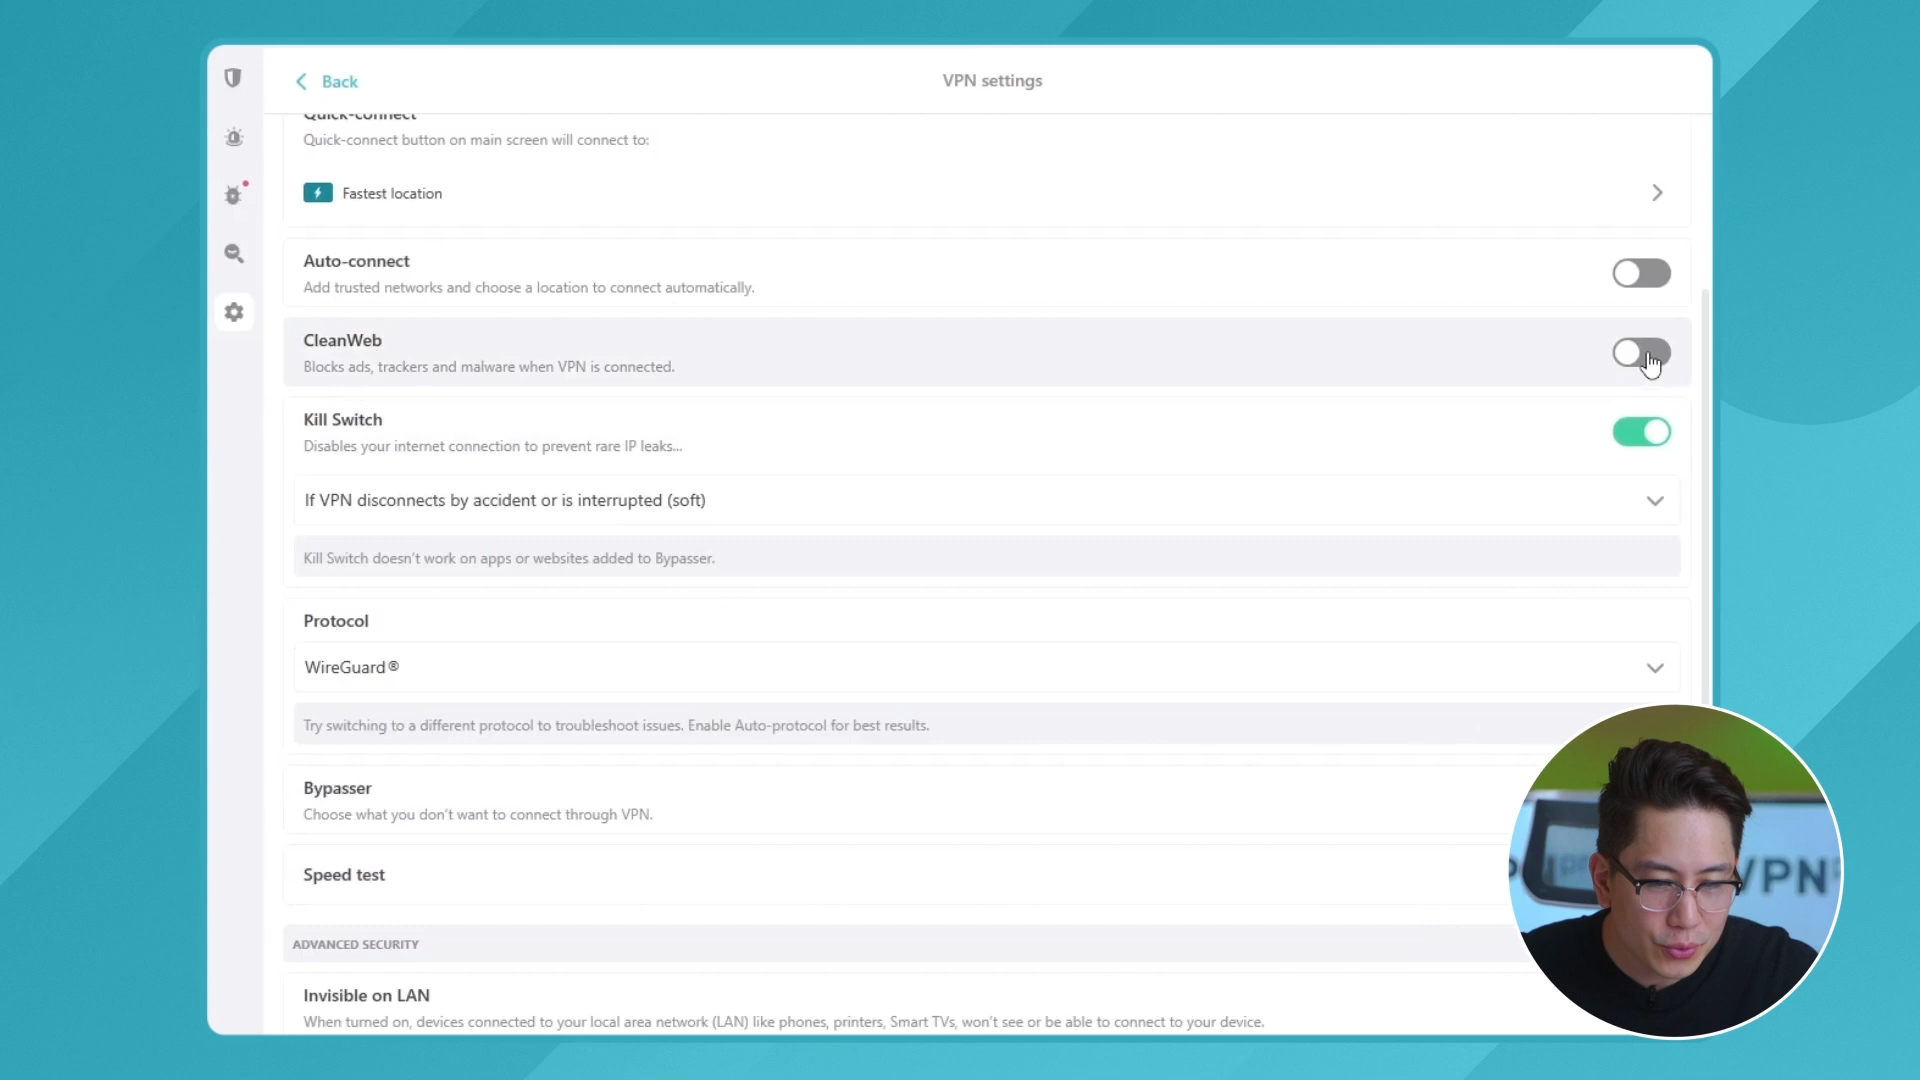 Back
VPN settings
Quick-connect
Quick-connect button on main screen will connect to:
Fastest location
Auto-connect
Add trusted networks and choose a location to connect automatically.
CleanWeb
Blocks ads, trackers and malware when VPN is connected.
Kill Switch
Disables your internet connection to prevent rare IP leaks...
If VPN disconnects by accident or is interrupted (soft)
Kill Switch doesn't work on apps or websites added to Bypasser.
Protocol
WireGuard®
Try switching to a different protocol to troubleshoot issues. Enable Auto-protocol for best results.
Bypasser
Choose what you don't want to connect through VPN.
Speed test
VPN
ADVANCED SECURITY
Invisible on LAN
When turned on, devices connected to your local area network (LAN) like phones, printers, Smart TVs, won't see or be able to connect to your device.